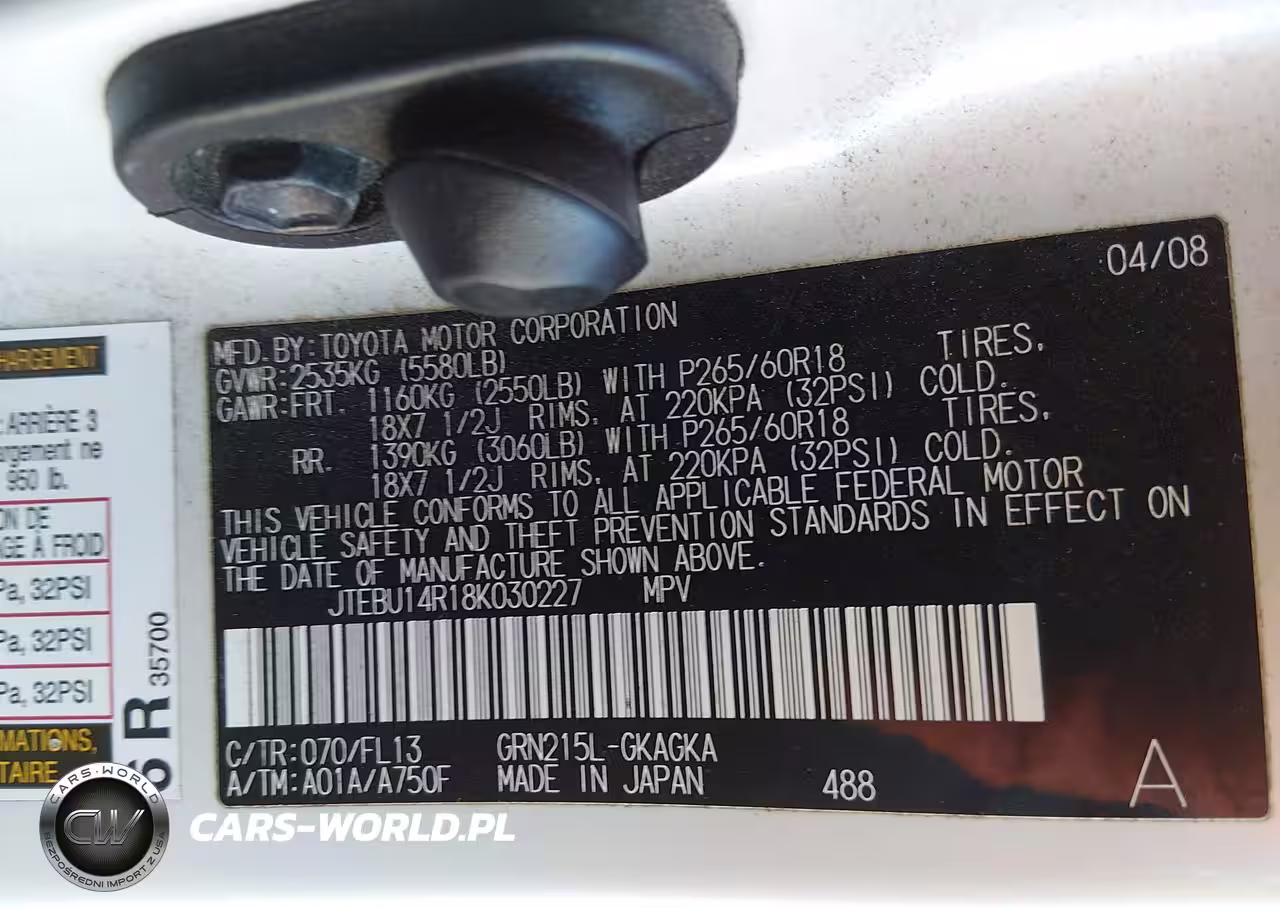 04/08
MFD. BY: TOYOTA MOTOR CORPORATION
GVWR: 2535KG (5580LB)
GAWR: FRT. 1160KG (2550LB) WITH P265/60R18 TIRES,
18X7 1/2J RIMS, AT 220KPA (32PSI) COLD.
RR. 1390KG (3060LB) WITH P265/60R18 TIRES,
18X7 1/2J RIMS, AT 220KPA (32PSI) COLD.
THIS VEHICLE CONFORMS TO ALL APPLICABLE FEDERAL MOTOR
VEHICLE SAFETY AND THEFT PREVENTION STANDARDS IN EFFECT ON
THE DATE OF MANUFACTURE SHOWN ABOVE.
JTEBU14R18K030227 MPV
C/TR: 070/FL13 GRN215L-GKAGKA
A/TM: A01A/A750F MADE IN JAPAN 488 A
HARGEMENT
ARRIÈRE 3
rgement ne
950 lb.
ON DE
GE À FROID
Pa, 32PSI
Pa, 32PSI
Pa, 32PSI
MATIONS,
TAIRE
6 R 35700
CARS-WORLD
CW
BEZPOŚREDNI IMPORT Z USA
CARS-WORLD.PL